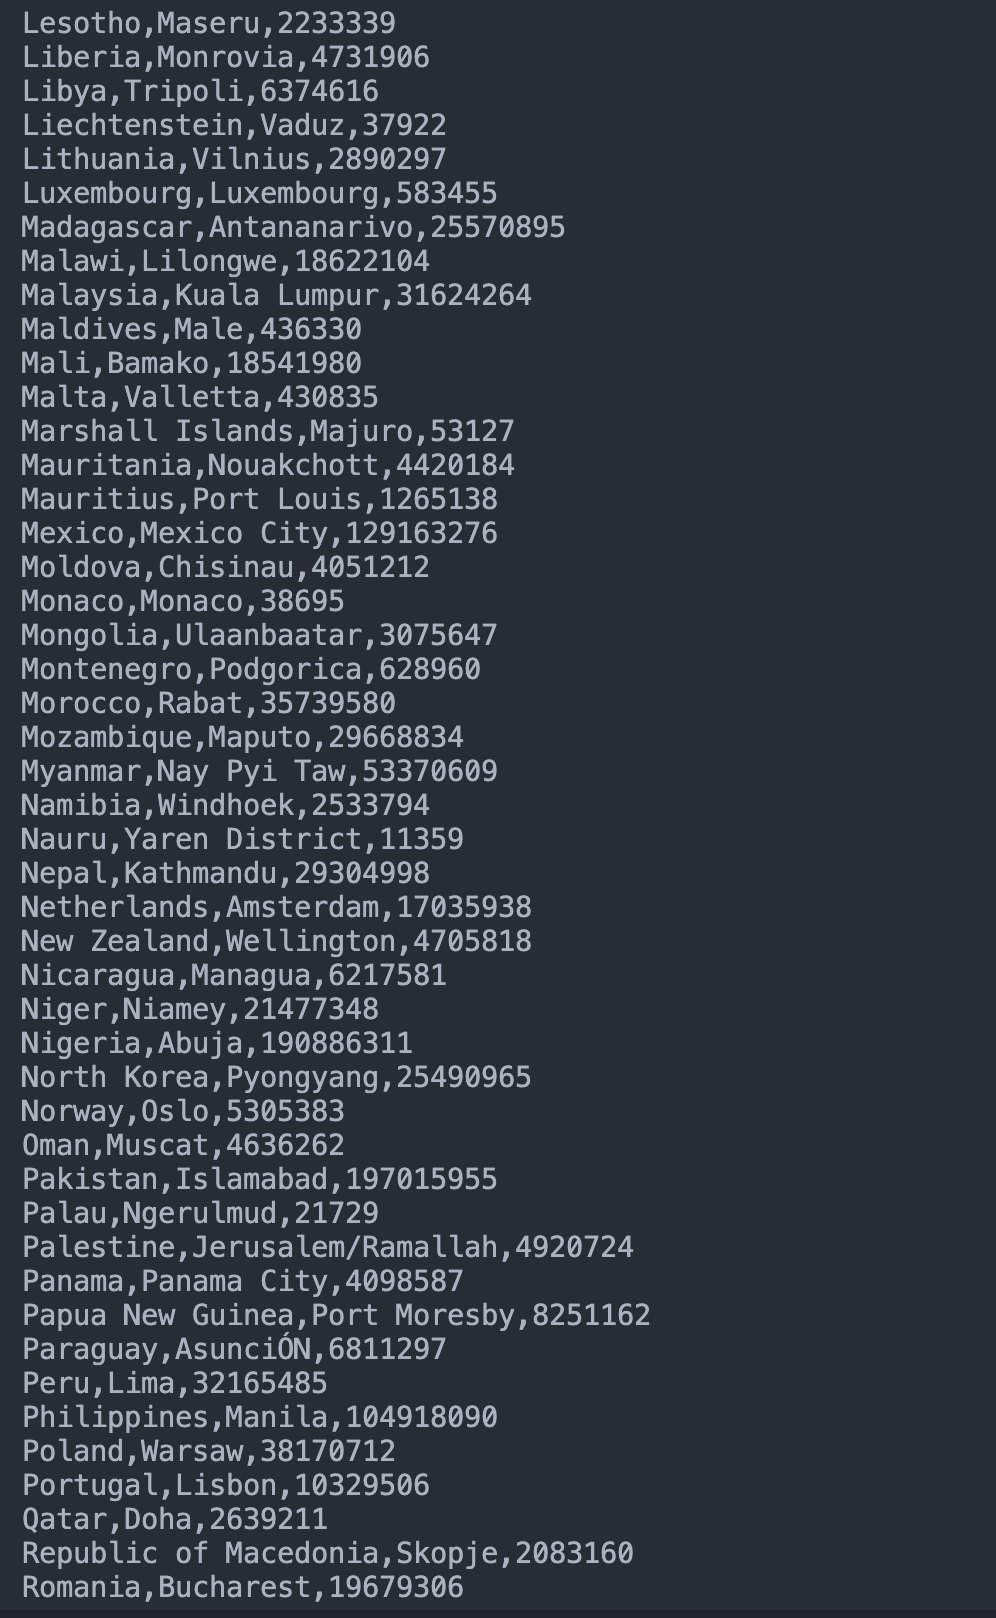 Lesotho,Maseru,2233339
Liberia,Monrovia,4731906
Libya,Tripoli,6374616
Liechtenstein,Vaduz,37922
Lithuania,Vilnius,2890297
Luxembourg,Luxembourg,583455
Madagascar,Antananarivo,25570895
Malawi,Lilongwe,18622104
Malaysia,Kuala Lumpur,31624264
Maldives,Male,436330
Mali,Bamako,18541980
Malta,Valletta,430835
Marshall Islands,Majuro,53127
Mauritania,Nouakchott,4420184
Mauritius,Port Louis,1265138
Mexico,Mexico City,129163276
Moldova,Chisinau,4051212
Monaco,Monaco,38695
Mongolia,Ulaanbaatar,3075647
Montenegro,Podgorica,628960
Morocco,Rabat,35739580
Mozambique,Maputo,29668834
Myanmar,Nay Pyi Taw,53370609
Namibia,Windhoek,2533794
Nauru,Yaren District,11359
Nepal,Kathmandu,29304998
Netherlands,Amsterdam,17035938
New Zealand,Wellington,4705818
Nicaragua,Managua,6217581
Niger,Niamey,21477348
Nigeria,Abuja,190886311
North Korea,Pyongyang,25490965
Norway,Oslo,5305383
Oman,Muscat,4636262
Pakistan,Islamabad,197015955
Palau,Ngerulmud,21729
Palestine,Jerusalem/Ramallah,4920724
Panama,Panama City,4098587
Papua New Guinea,Port Moresby,8251162
Paraguay,AsunciÓN,6811297
Peru,Lima,32165485
Philippines,Manila,104918090
Poland,Warsaw,38170712
Portugal,Lisbon,10329506
Qatar,Doha,2639211
Republic of Macedonia,Skopje,2083160
Romania,Bucharest,19679306